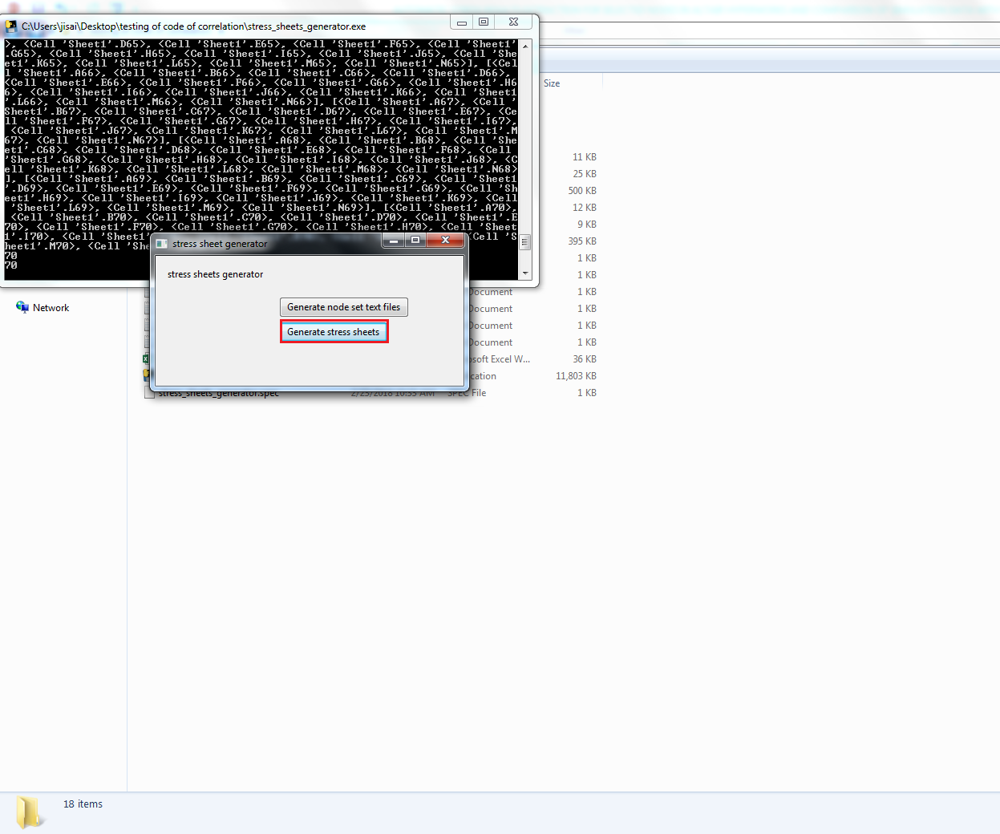 C:\Users\jisai\Desktop\testing of code of correlation\stress_sheets_generator.exe
>, <Cell 'Sheet1'.D65>, <Cell 'Sheet1'.E65>, <Cell 'Sheet1'.F65>, <Cell 'Sheet1'
.G65>, <Cell 'Sheet1'.H65>, <Cell 'Sheet1'.I65>, <Cell 'Sheet1'.J65>, <Cell 'She
et1'.K65>, <Cell 'Sheet1'.L65>, <Cell 'Sheet1'.M65>, <Cell 'Sheet1'.N65>], [<Cel
l 'Sheet1'.A66>, <Cell 'Sheet1'.B66>, <Cell 'Sheet1'.C66>, <Cell 'Sheet1'.D66>,
<Cell 'Sheet1'.E66>, <Cell 'Sheet1'.F66>, <Cell 'Sheet1'.G66>, <Cell 'Sheet1'.H6
6>, <Cell 'Sheet1'.I66>, <Cell 'Sheet1'.J66>, <Cell 'Sheet1'.K66>, <Cell 'Sheet1
'.L66>, <Cell 'Sheet1'.M66>, <Cell 'Sheet1'.N66>], [<Cell 'Sheet1'.A67>, <Cell '
Sheet1'.B67>, <Cell 'Sheet1'.C67>, <Cell 'Sheet1'.D67>, <Cell 'Sheet1'.E67>, <Ce
ll 'Sheet1'.F67>, <Cell 'Sheet1'.G67>, <Cell 'Sheet1'.H67>, <Cell 'Sheet1'.I67>,
 <Cell 'Sheet1'.J67>, <Cell 'Sheet1'.K67>, <Cell 'Sheet1'.L67>, <Cell 'Sheet1'.M
67>, <Cell 'Sheet1'.N67>], [<Cell 'Sheet1'.A68>, <Cell 'Sheet1'.B68>, <Cell 'She
et1'.C68>, <Cell 'Sheet1'.D68>, <Cell 'Sheet1'.E68>, <Cell 'Sheet1'.F68>, <Cell
'Sheet1'.G68>, <Cell 'Sheet1'.H68>, <Cell 'Sheet1'.I68>, <Cell 'Sheet1'.J68>, <C
ell 'Sheet1'.K68>, <Cell 'Sheet1'.L68>, <Cell 'Sheet1'.M68>, <Cell 'Sheet1'.N68>
], [<Cell 'Sheet1'.A69>, <Cell 'Sheet1'.B69>, <Cell 'Sheet1'.C69>, <Cell 'Sheet1
'.D69>, <Cell 'Sheet1'.E69>, <Cell 'Sheet1'.F69>, <Cell 'Sheet1'.G69>, <Cell 'Sh
eet1'.H69>, <Cell 'Sheet1'.I69>, <Cell 'Sheet1'.J69>, <Cell 'Sheet1'.K69>, <Cell
 'Sheet1'.L69>, <Cell 'Sheet1'.M69>, <Cell 'Sheet1'.N69>], [<Cell 'Sheet1'.A70>,
 <Cell 'Sheet1'.B70>, <Cell 'Sheet1'.C70>, <Cell 'Sheet1'.D70>, <Cell 'Sheet1'.E
70>, <Cell 'Sheet1'.F70>, <Cell 'Sheet1'.G70>, <Cell 'Sheet1'.H70>, <Cell 'Sheet
1'.I70>, <Cell 'Sheet1 <Cell 'S
heet1'.M70>, <Cell 'S
70
70
Size
11 KB
25 KB
500 KB
12 KB
9 KB
395 KB
1 KB
1 KB
Document 1 KB
Document 1 KB
Document 1 KB
Document 1 KB
osoft Excel W... 36 KB
cation 11,803 KB
stress_sheets_generator.spec 2/23/2018 10:53 AM SPEC File 1 KB
stress sheet generator
stress sheets generator
Generate node set text files
Generate stress sheets
Network
18 items